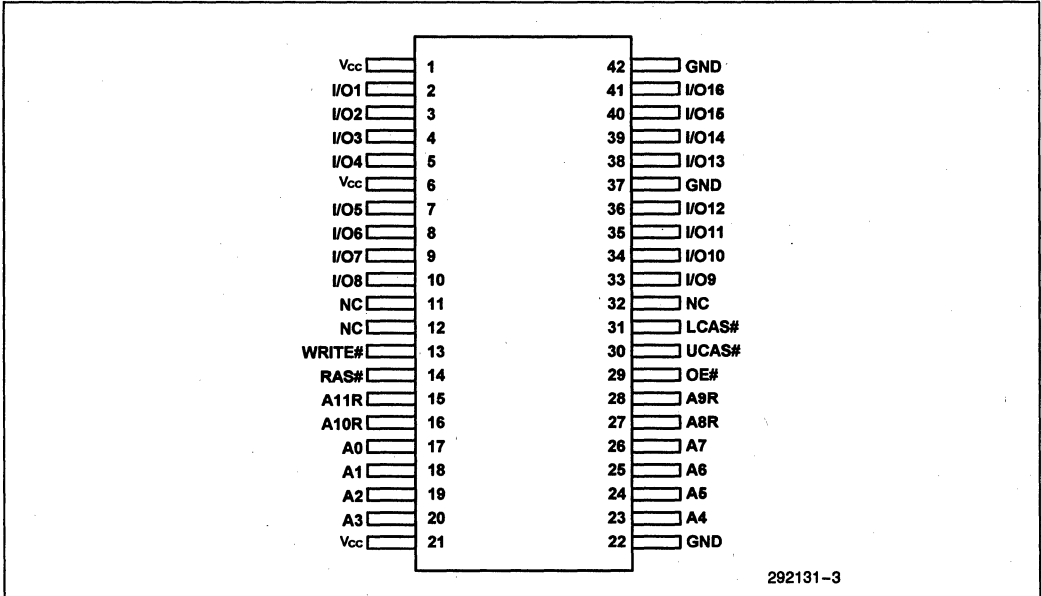 Vcc 1 42 GND
I/O1 2 41 I/O16
I/O2 3 40 I/O15
I/O3 4 39 I/O14
I/O4 5 38 I/O13
Vcc 6 37 GND
I/O5 7 36 I/O12
I/O6 8 35 I/O11
I/O7 9 34 I/O10
I/O8 10 33 I/O9
NC 11 32 NC
NC 12 31 LCAS#
WRITE# 13 30 UCAS#
RAS# 14 29 OE#
A11R 15 28 A9R
A10R 16 27 A8R
A0 17 26 A7
A1 18 25 A6
A2 19 24 A5
A3 20 23 A4
Vcc 21 22 GND
292131-3